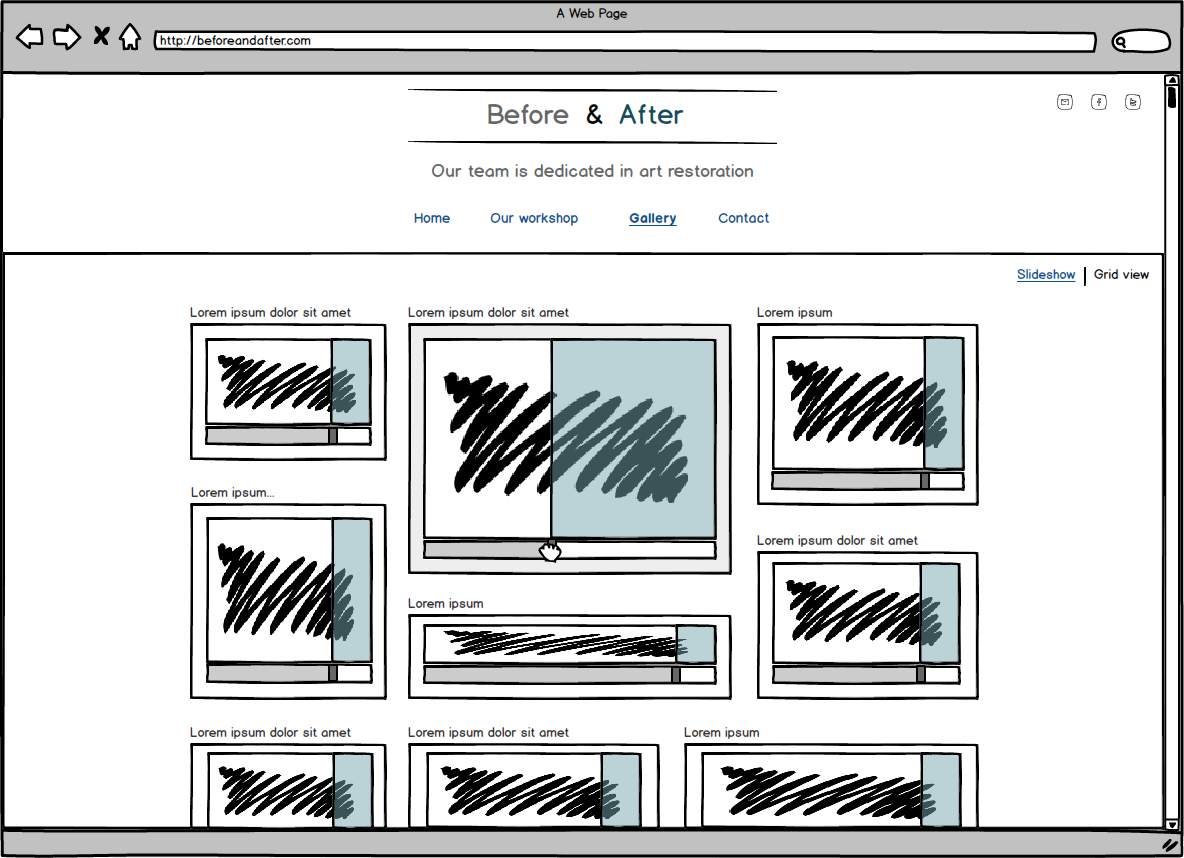 A Web Page
http://beforeandafter.com
Before & After
Our team is dedicated in art restoration
Home Our workshop Gallery Contact
Slideshow Grid view
Lorem ipsum dolor sit amet
Lorem ipsum dolor sit amet
Lorem ipsum
Lorem ipsum...
Lorem ipsum dolor sit amet
Lorem ipsum
Lorem ipsum dolor sit amet
Lorem ipsum dolor sit amet
Lorem ipsum